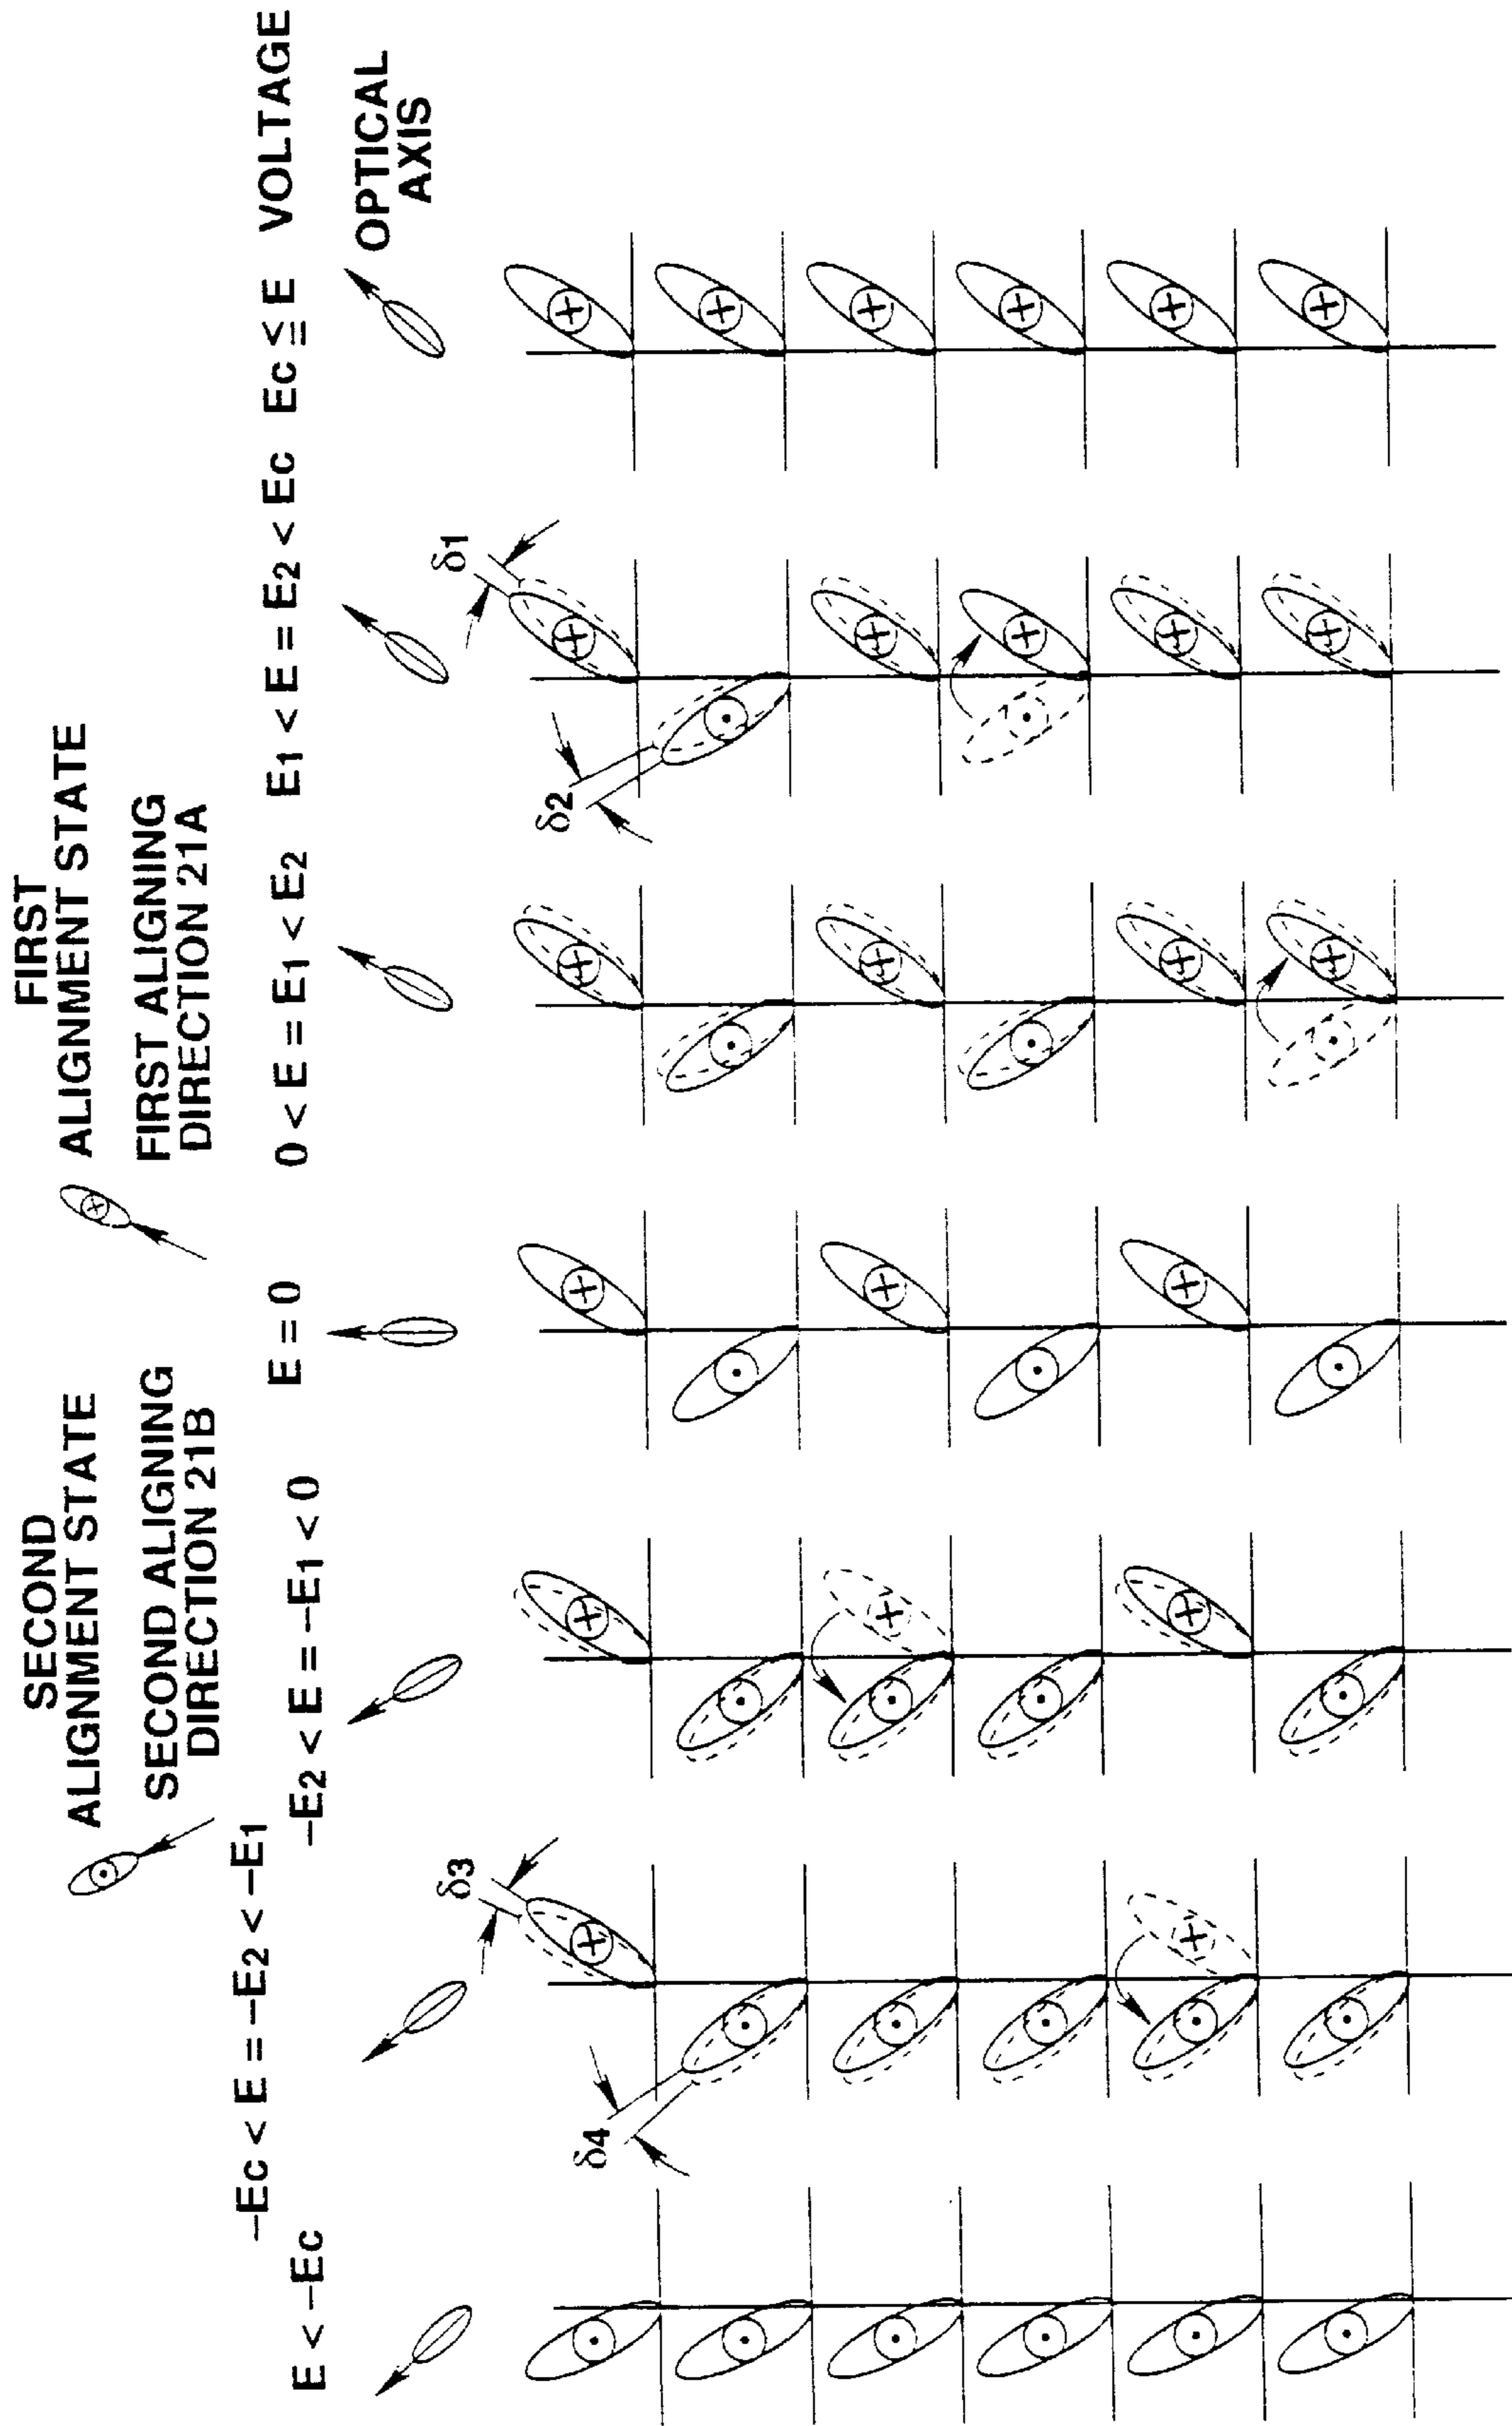 SECOND
ALIGNMENT STATE
SECOND ALIGNING
DIRECTION 21B
FIRST
ALIGNMENT STATE
FIRST ALIGNING
DIRECTION 21A
E < −Ec
−Ec < E = −E2 < −E1
−E2 < E = −E1 < 0
E = 0
0 < E = E1 < E2
E1 < E = E2 < Ec
Ec ≦ E
VOLTAGE
OPTICAL
AXIS
δ4
δ3
δ2
δ1